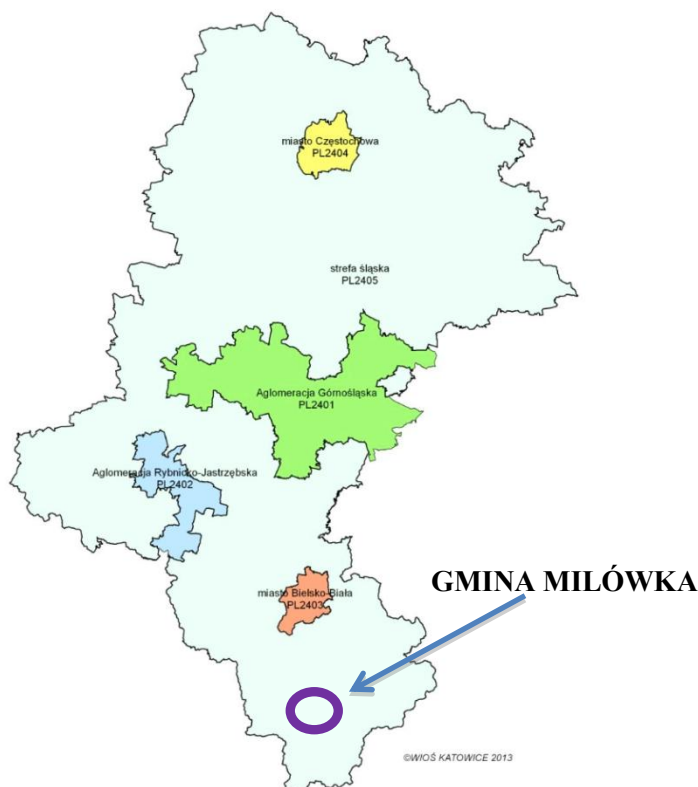 miasto Częstochowa
PL2404
strefa śląska
PL2405
Aglomeracja Górnośląska
PL2401
Aglomeracja Rybnicko-Jastrzębska
PL2402
miasto Bielsko-Biała
PL2403
GMINA MILÓWKA
©WIOŚ KATOWICE 2013